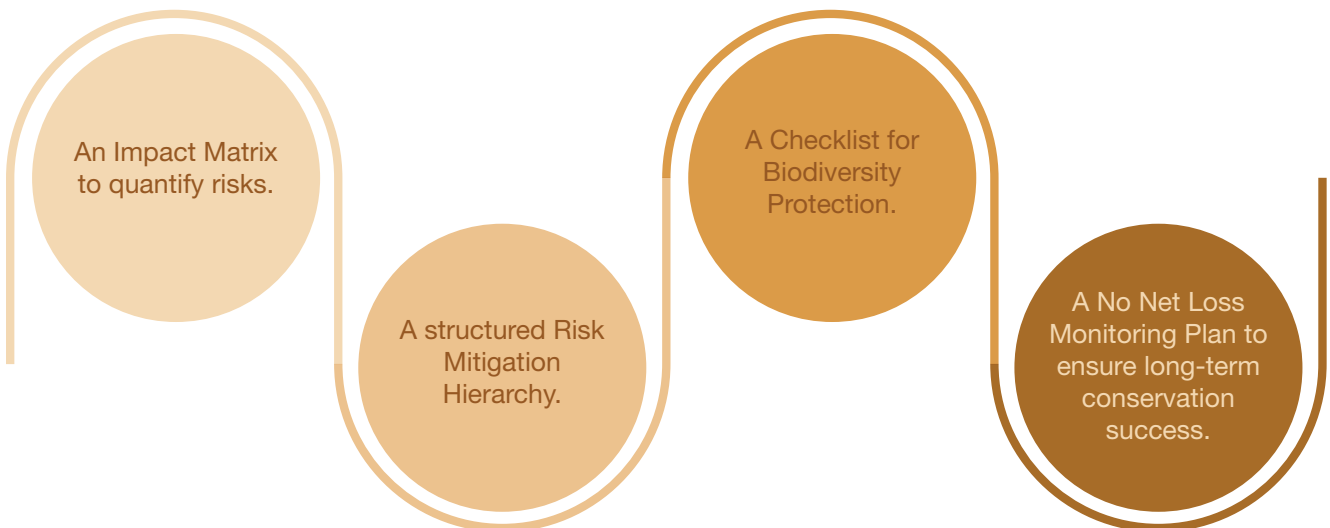 An Impact Matrix
to quantify risks.
A structured Risk
Mitigation
Hierarchy.
A Checklist for
Biodiversity
Protection.
A No Net Loss
Monitoring Plan to
ensure long-term
conservation
success.